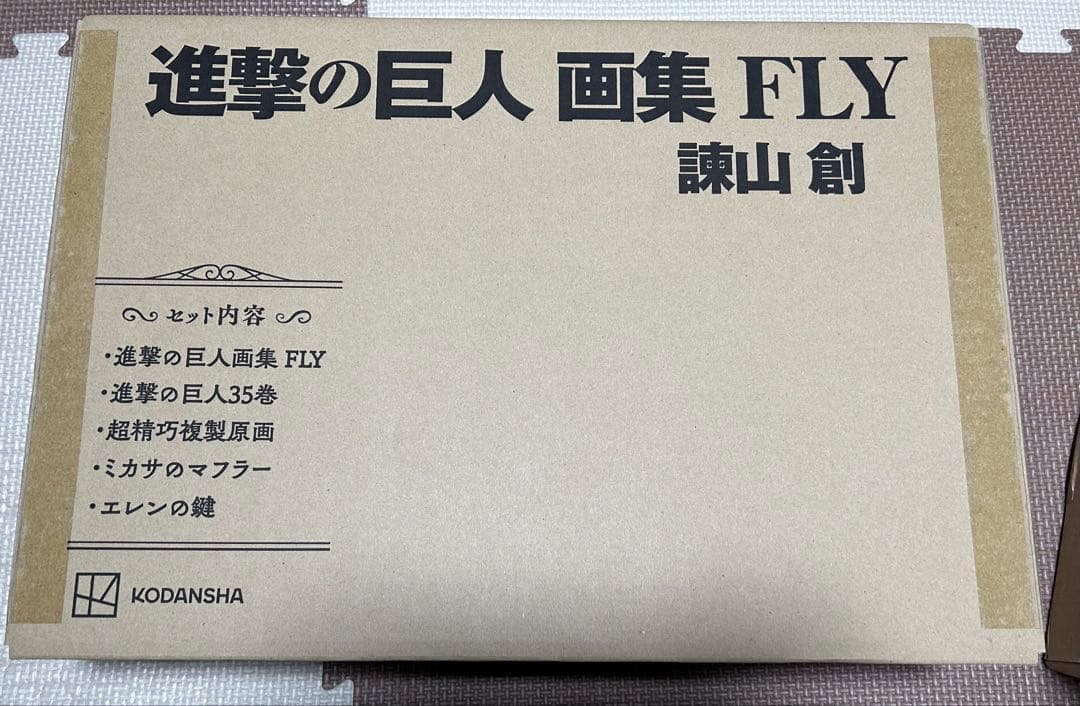 進撃の巨人 画集 FLY
諫山 創
セット内容
・進撃の巨人画集 FLY
・進撃の巨人35巻
・超精巧複製原画
・ミカサのマフラー
・エレンの鍵
KODANSHA